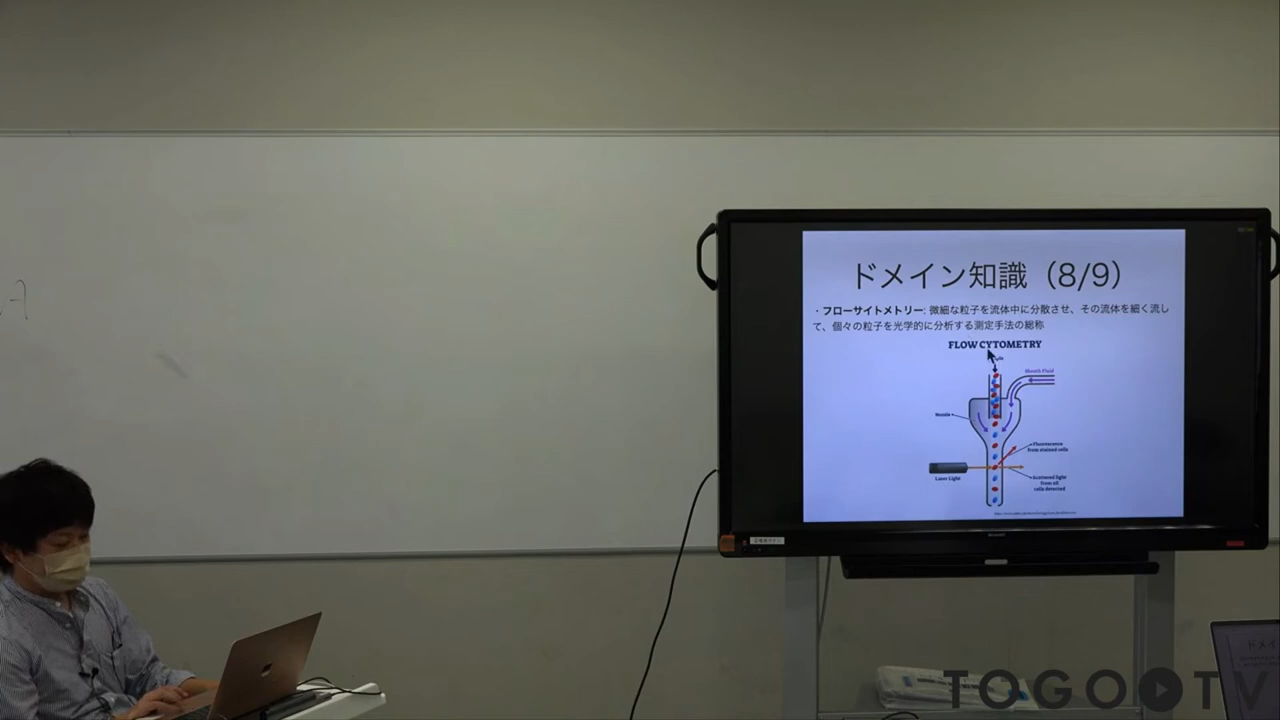 ドメイン知識（8/9）
・フローサイトメトリー: 微細な粒子を流体中に分散させ、その流体を細く流し
て、個々の粒子を光学的に分析する測定手法の総称
FLOW CYTOMETRY
Sheath Fluid
Nozzle
Fluorescence
from stained cells
Laser Light
Scattered light
from all
cells detected
SHARP
TOGO TV